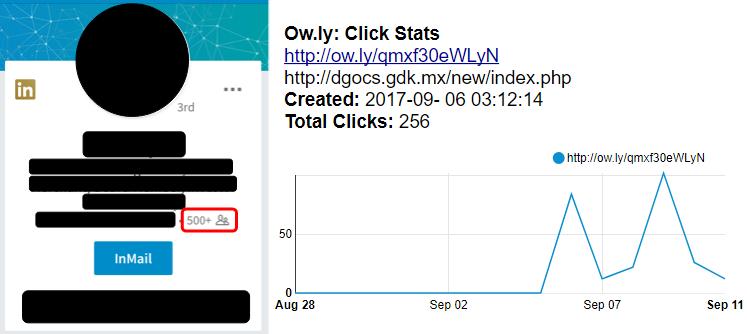 in
...
3rd
500+
InMail
Ow.ly: Click Stats
http://ow.ly/qmxf30eWLyN
http://dgocs.gdk.mx/new/index.php
Created: 2017-09- 06 03:12:14
Total Clicks: 256
http://ow.ly/qmxf30eWLyN
50
0
Aug 28
Sep 02
Sep 07
Sep 11